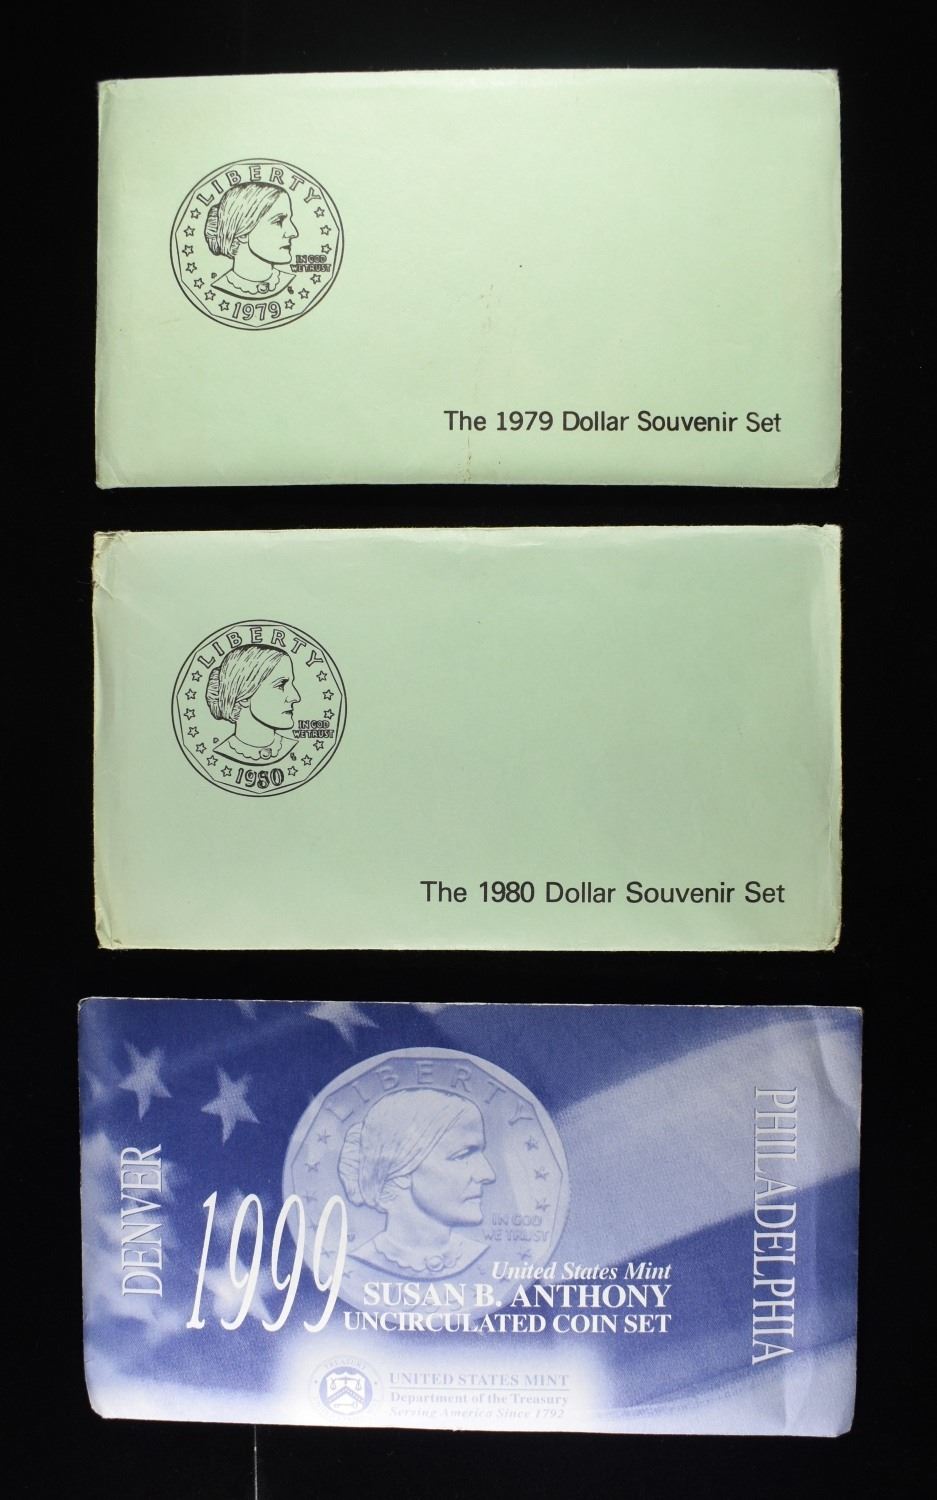 LIBERTY
IN GOD
WE TRUST
P
1979
The 1979 Dollar Souvenir Set
LIBERTY
IN GOD
WE TRUST
P
1980
The 1980 Dollar Souvenir Set
LIBERTY
IN GOD
WE TRUST
DENVER
1999
PHILADELPHIA
United States Mint
SUSAN B. ANTHONY
UNCIRCULATED COIN SET
UNITED STATES MINT
Department of the Treasury
Serving America Since 1792